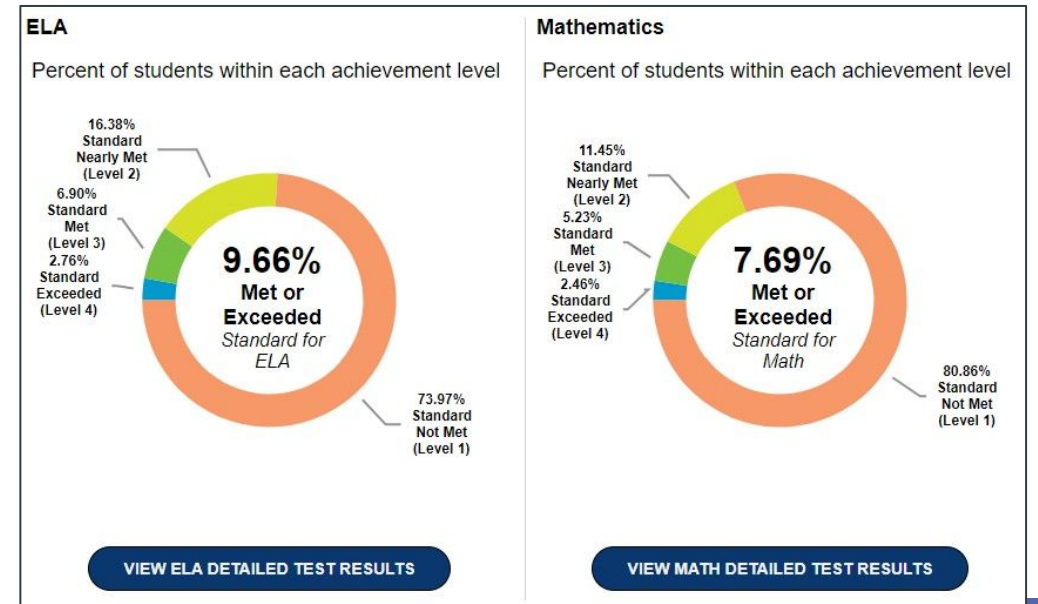 ELA
Percent of students within each achievement level
16.38%
Standard
Nearly Met
(Level 2)
6.90%
Standard
Met
(Level 3)
2.76%
Standard
Exceeded
(Level 4)
9.66%
Met or
Exceeded
Standard for
ELA
73.97%
Standard
Not Met
(Level 1)
VIEW ELA DETAILED TEST RESULTS
Mathematics
Percent of students within each achievement level
11.45%
Standard
Nearly Met
(Level 2)
5.23%
Standard
Met
(Level 3)
2.46%
Standard
Exceeded
(Level 4)
7.69%
Met or
Exceeded
Standard for
Math
80.86%
Standard
Not Met
(Level 1)
VIEW MATH DETAILED TEST RESULTS